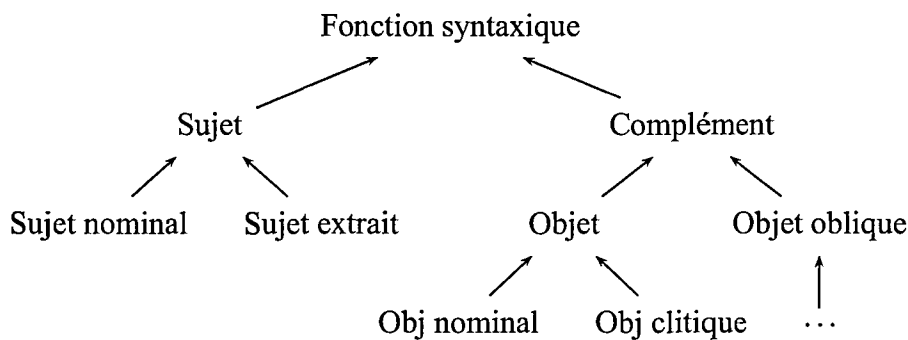 Fonction syntaxique
Sujet Complément
Sujet nominal Sujet extrait Objet Objet oblique
Obj nominal Obj clitique ...